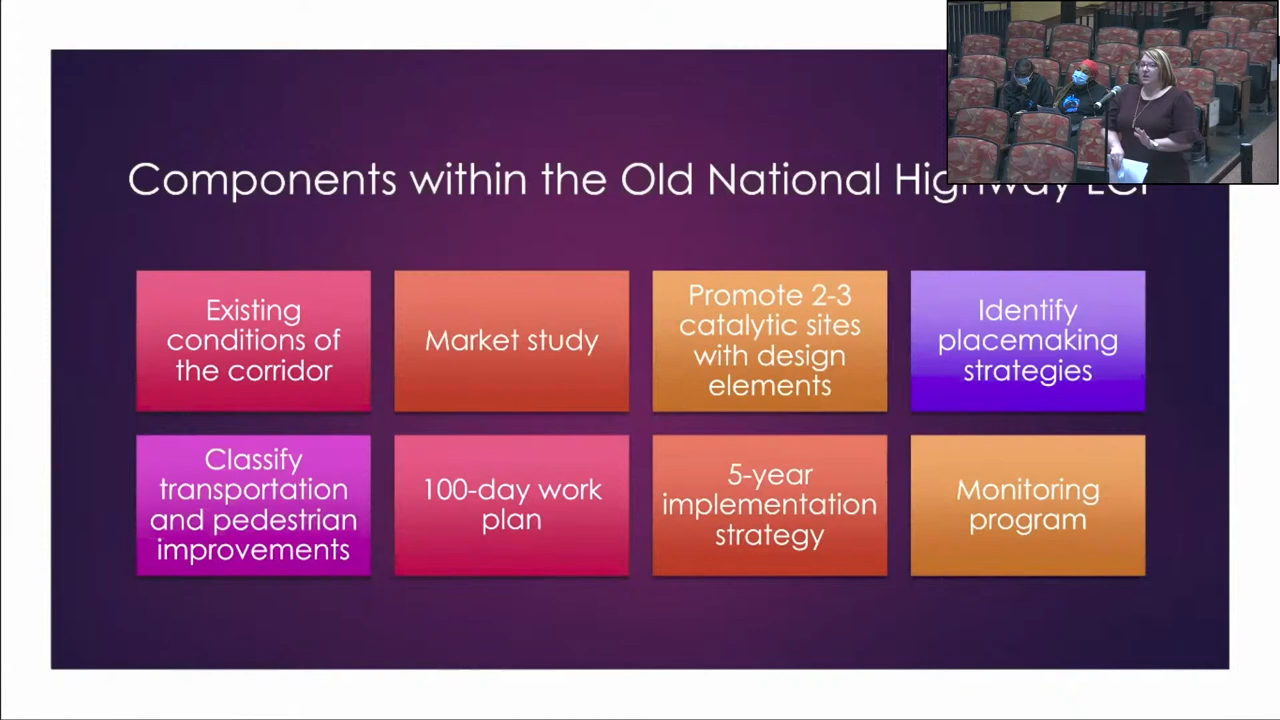 Components within the Old National Highway LCI
Existing
conditions of
the corridor
Market study
Promote 2-3
catalytic sites
with design
elements
Identify
placemaking
strategies
Classify
transportation
and pedestrian
improvements
100-day work
plan
5-year
implementation
strategy
Monitoring
program